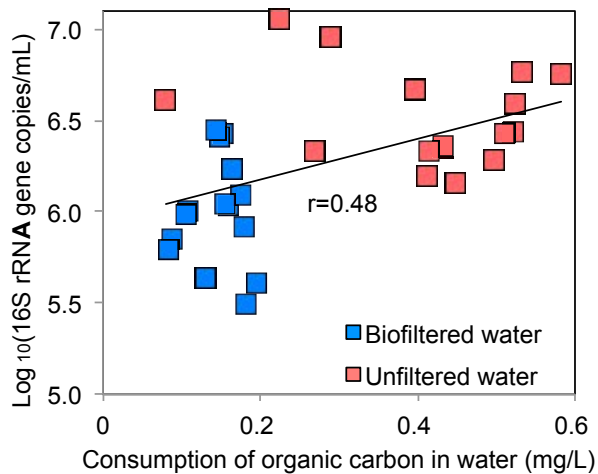 7.0
6.5
6.0
5.5
5.0
Log10(16S rRNA gene copies/mL)
r=0.48
Biofiltered water
Unfiltered water
0
0.2
0.4
0.6
Consumption of organic carbon in water (mg/L)